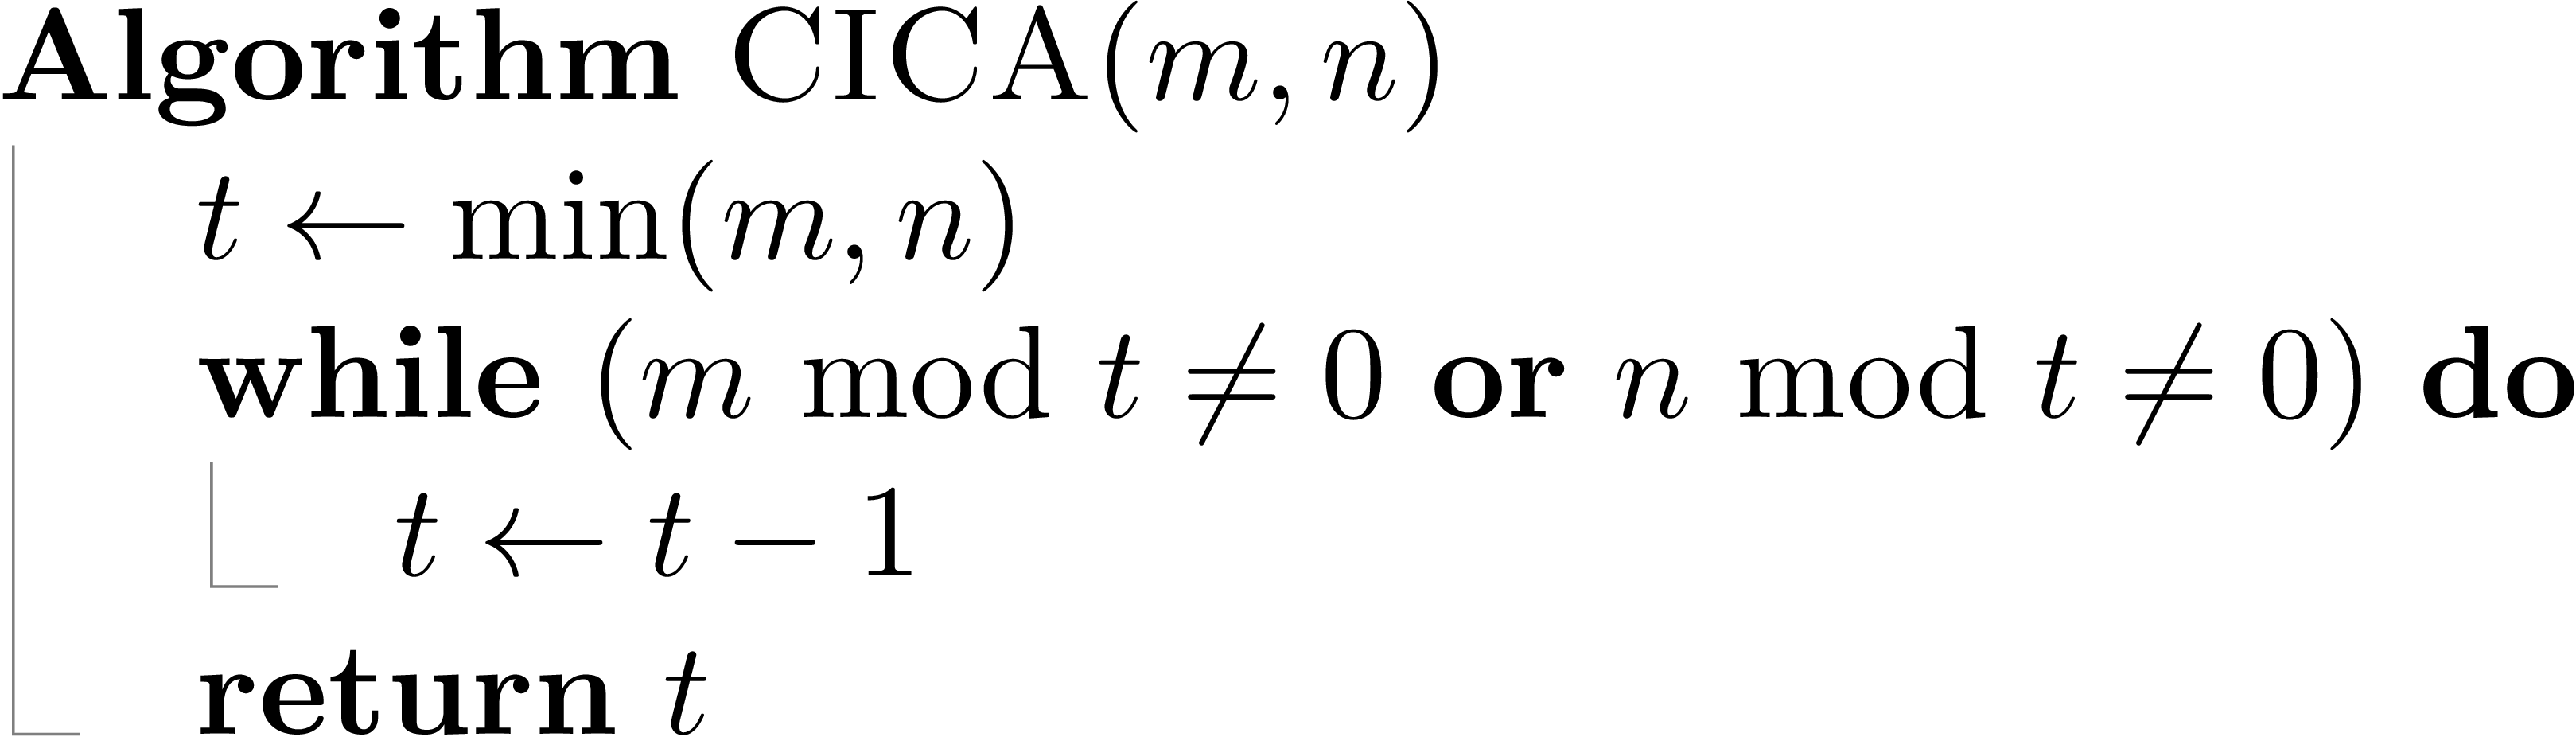 Algorithm CICA(m, n)
t ← min(m, n)
while (m mod t ≠ 0 or n mod t ≠ 0) do
t ← t − 1
return t